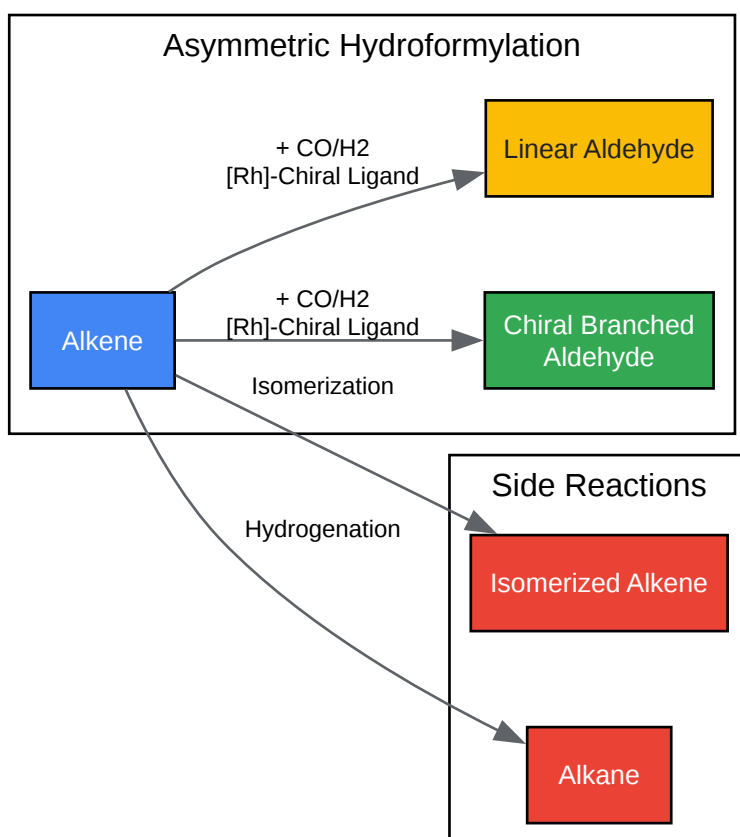 Asymmetric Hydroformylation
+ CO/H2
[Rh]-Chiral Ligand
Linear Aldehyde
Alkene
+ CO/H2
[Rh]-Chiral Ligand
Chiral Branched
Aldehyde
Isomerization
Side Reactions
Hydrogenation
Isomerized Alkene
Alkane